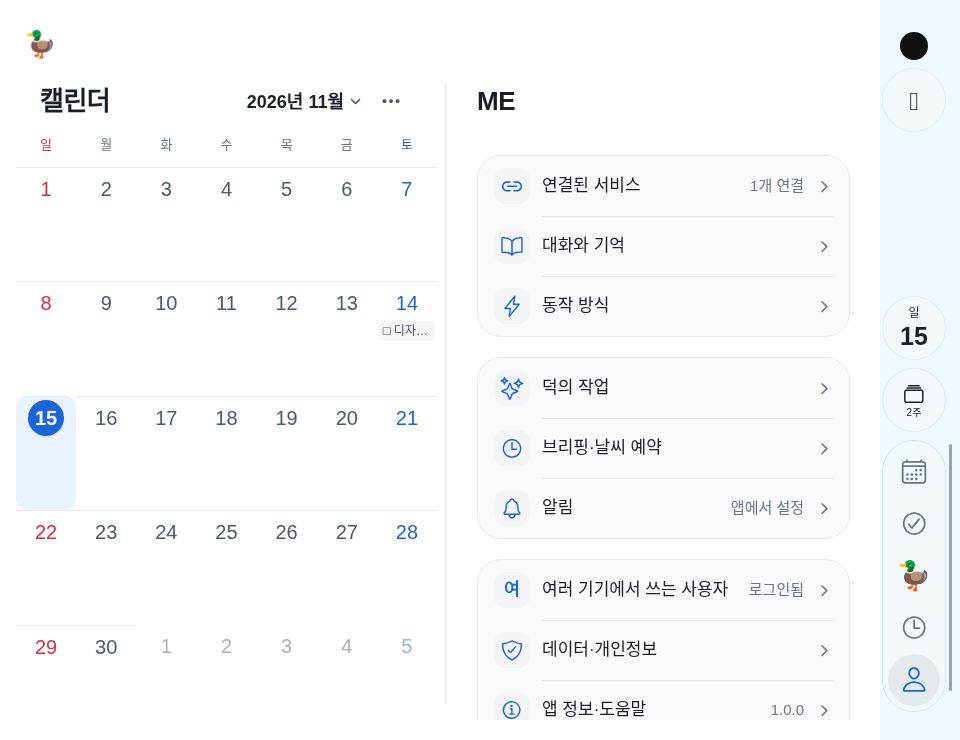 캘린더
2026년 11월
일 월 화 수 목 금 토
1 2 3 4 5 6 7
8 9 10 11 12 13 14
디자…
15 16 17 18 19 20 21
22 23 24 25 26 27 28
29 30 1 2 3 4 5
ME
연결된 서비스 1개 연결
대화와 기억
동작 방식
덕의 작업
브리핑·날씨 예약
알림 앱에서 설정
여 여러 기기에서 쓰는 사용자 로그인됨
데이터·개인정보
앱 정보·도움말 1.0.0
일
15
2주